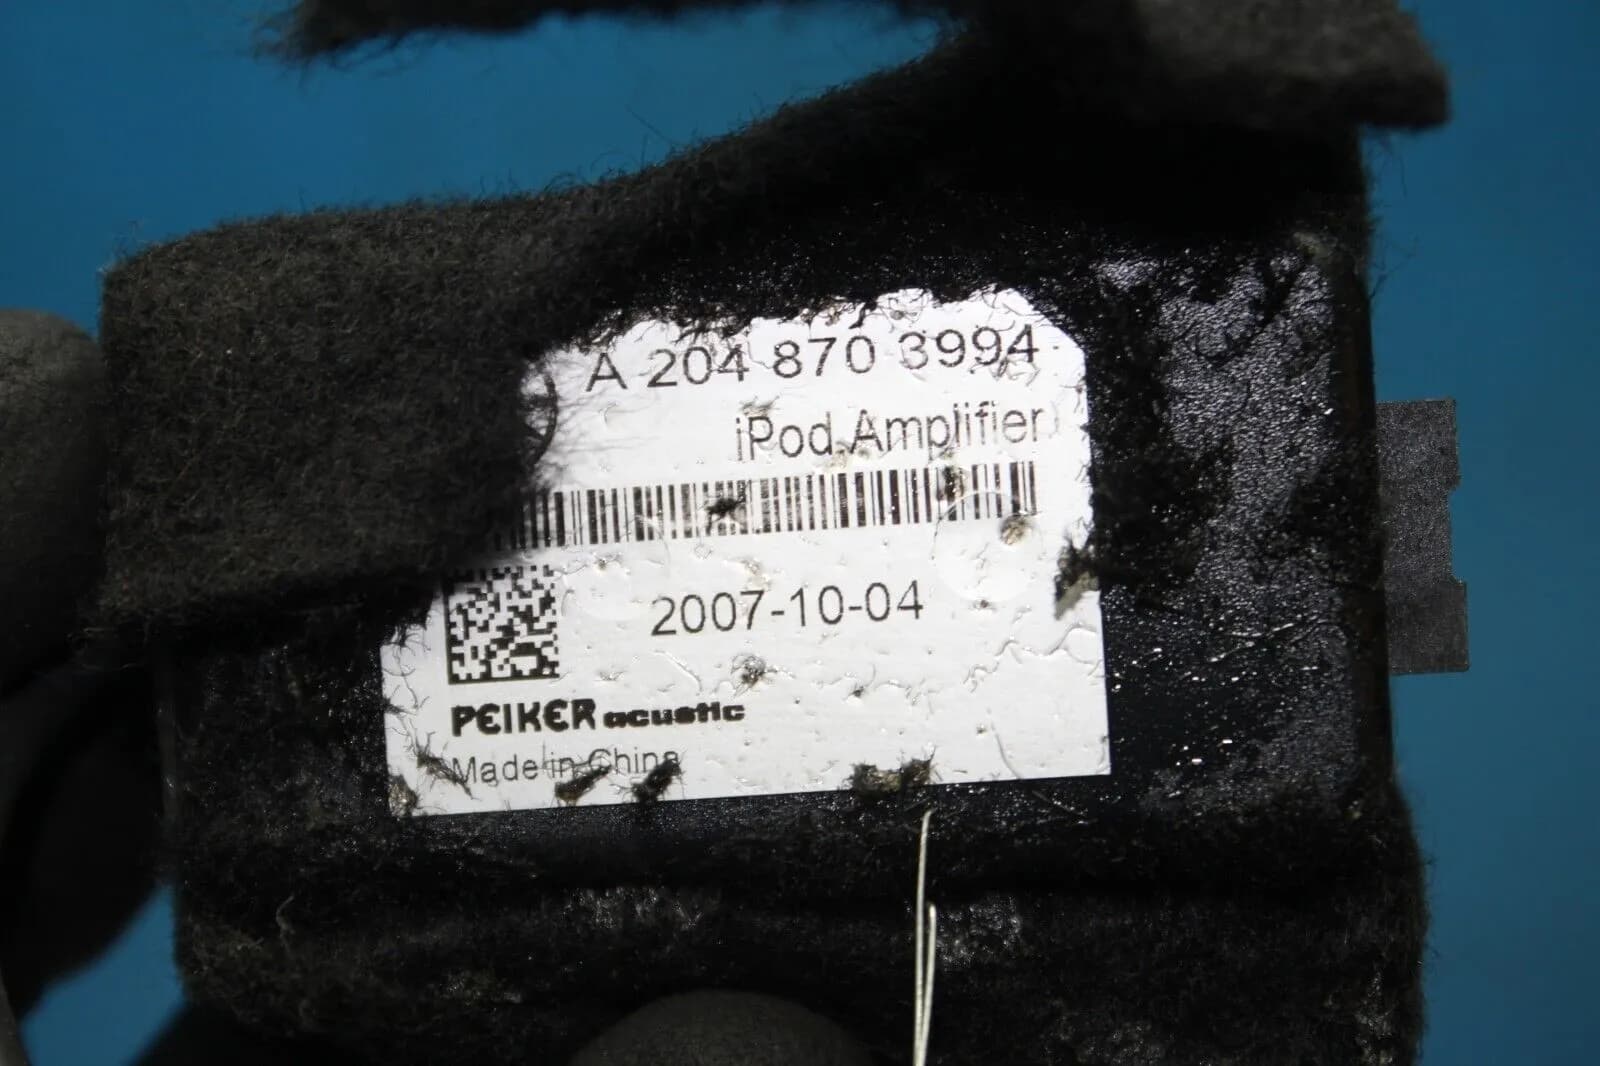 A 204 870 3994
iPod Amplifier
2007-10-04
PEIKER acustic
Made in China